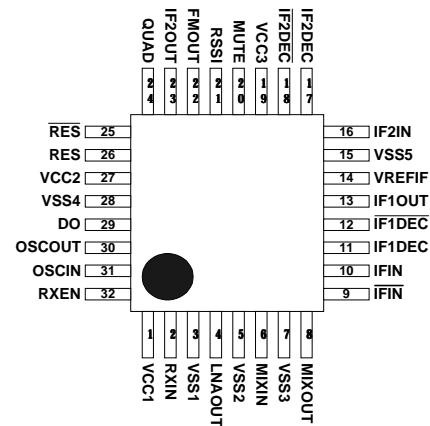 QUAD
IF2OUT
FMOUT
RSSI
MUTE
VCC3
IF2DEC
IF2DEC
24
23
22
21
20
19
18
17
RES 25
RES 26
VCC2 27
VSS4 28
DO 29
OSCOUT 30
OSCIN 31
RXEN 32
16 IF2IN
15 VSS5
14 VREFIF
13 IF1OUT
12 IF1DEC
11 IF1DEC
10 IFIN
9 IFIN
1
2
3
4
5
6
7
8
VCC1
RXIN
VSS1
LNAOUT
VSS2
MIXIN
VSS3
MIXOUT